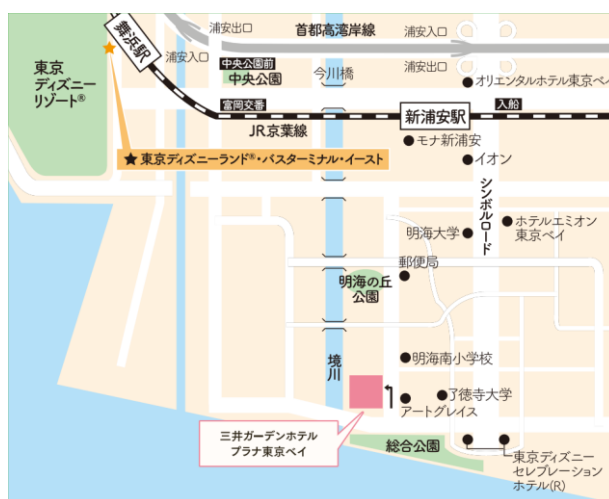 舞浜駅
浦安出口
首都高湾岸線
浦安入口
浦安入口
浦安出口
中央公園前
中央公園
今川橋
東京
ディズニー
リゾート®
オリエンタルホテル東京ベイ
富岡交番
新浦安駅
入船
JR京葉線
モナ新浦安
★東京ディズニーランド®・バスターミナル・イースト
イオン
シンボルロード
ホテルエミオン
東京ベイ
明海大学
郵便局
明海の丘
公園
境川
明海南小学校
了徳寺大学
アートグレイス
三井ガーデンホテル
プラナ東京ベイ
総合公園
東京ディズニー
セレブレーション
ホテル(R)